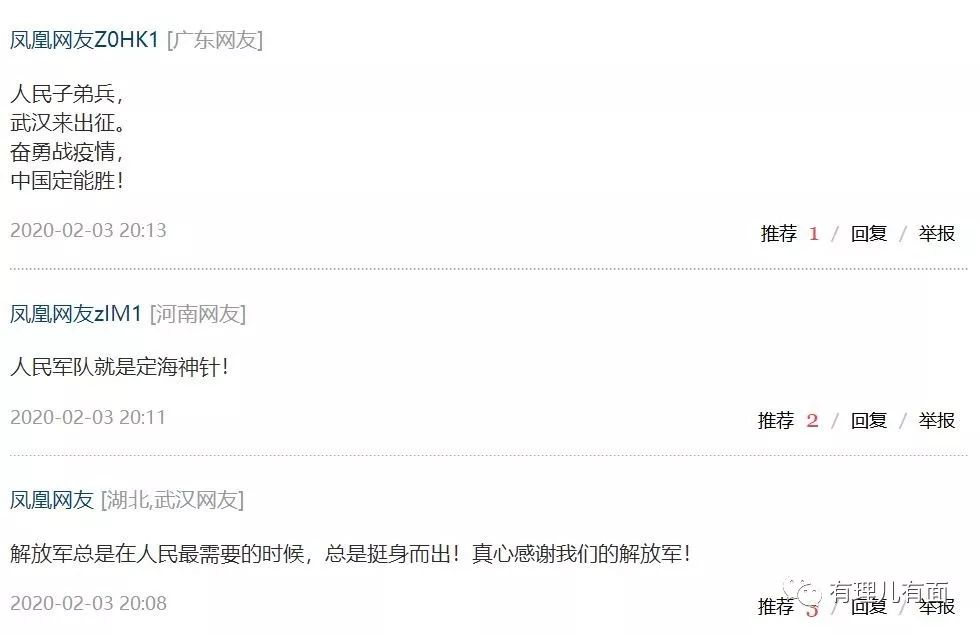 凤凰网友Z0HK1 [广东网友]
人民子弟兵，
武汉来出征。
奋勇战疫情，
中国定能胜！
2020-02-03 20:13
推荐 1 / 回复 / 举报
凤凰网友zIM1 [河南网友]
人民军队就是定海神针！
2020-02-03 20:11
推荐 2 / 回复 / 举报
凤凰网友 [湖北,武汉网友]
解放军总是在人民最需要的时候，总是挺身而出！真心感谢我们的解放军！
有理儿有面
2020-02-03 20:08
推荐 3 / 回复 / 举报